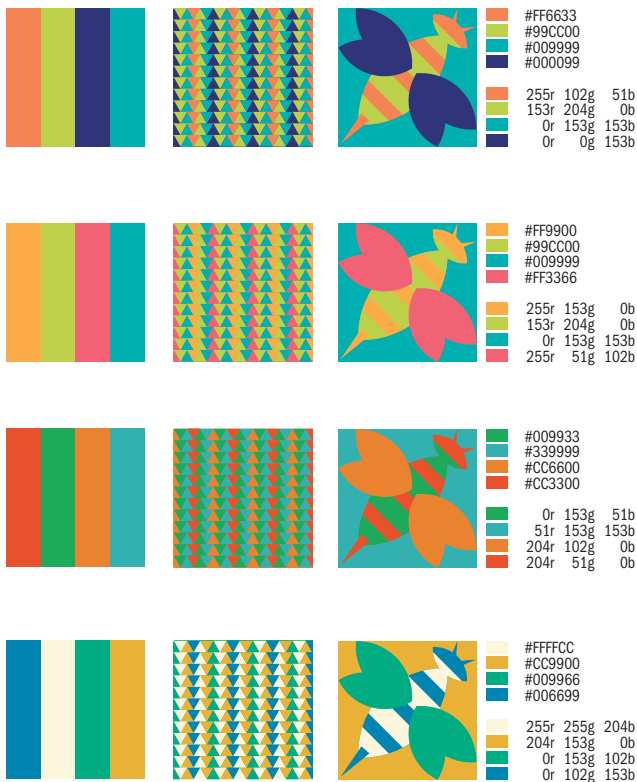 #FF6633
#99CC00
#009999
#000099
255r 102g 51b
153r 204g 0b
0r 153g 153b
0r 0g 153b
#FF9900
#99CC00
#009999
#FF3366
255r 153g 0b
153r 204g 0b
0r 153g 153b
255r 51g 102b
#009933
#339999
#CC6600
#CC3300
0r 153g 51b
51r 153g 153b
204r 102g 0b
204r 51g 0b
#FFFFCC
#CC9900
#009966
#006699
255r 255g 204b
204r 153g 0b
0r 153g 102b
0r 102g 153b